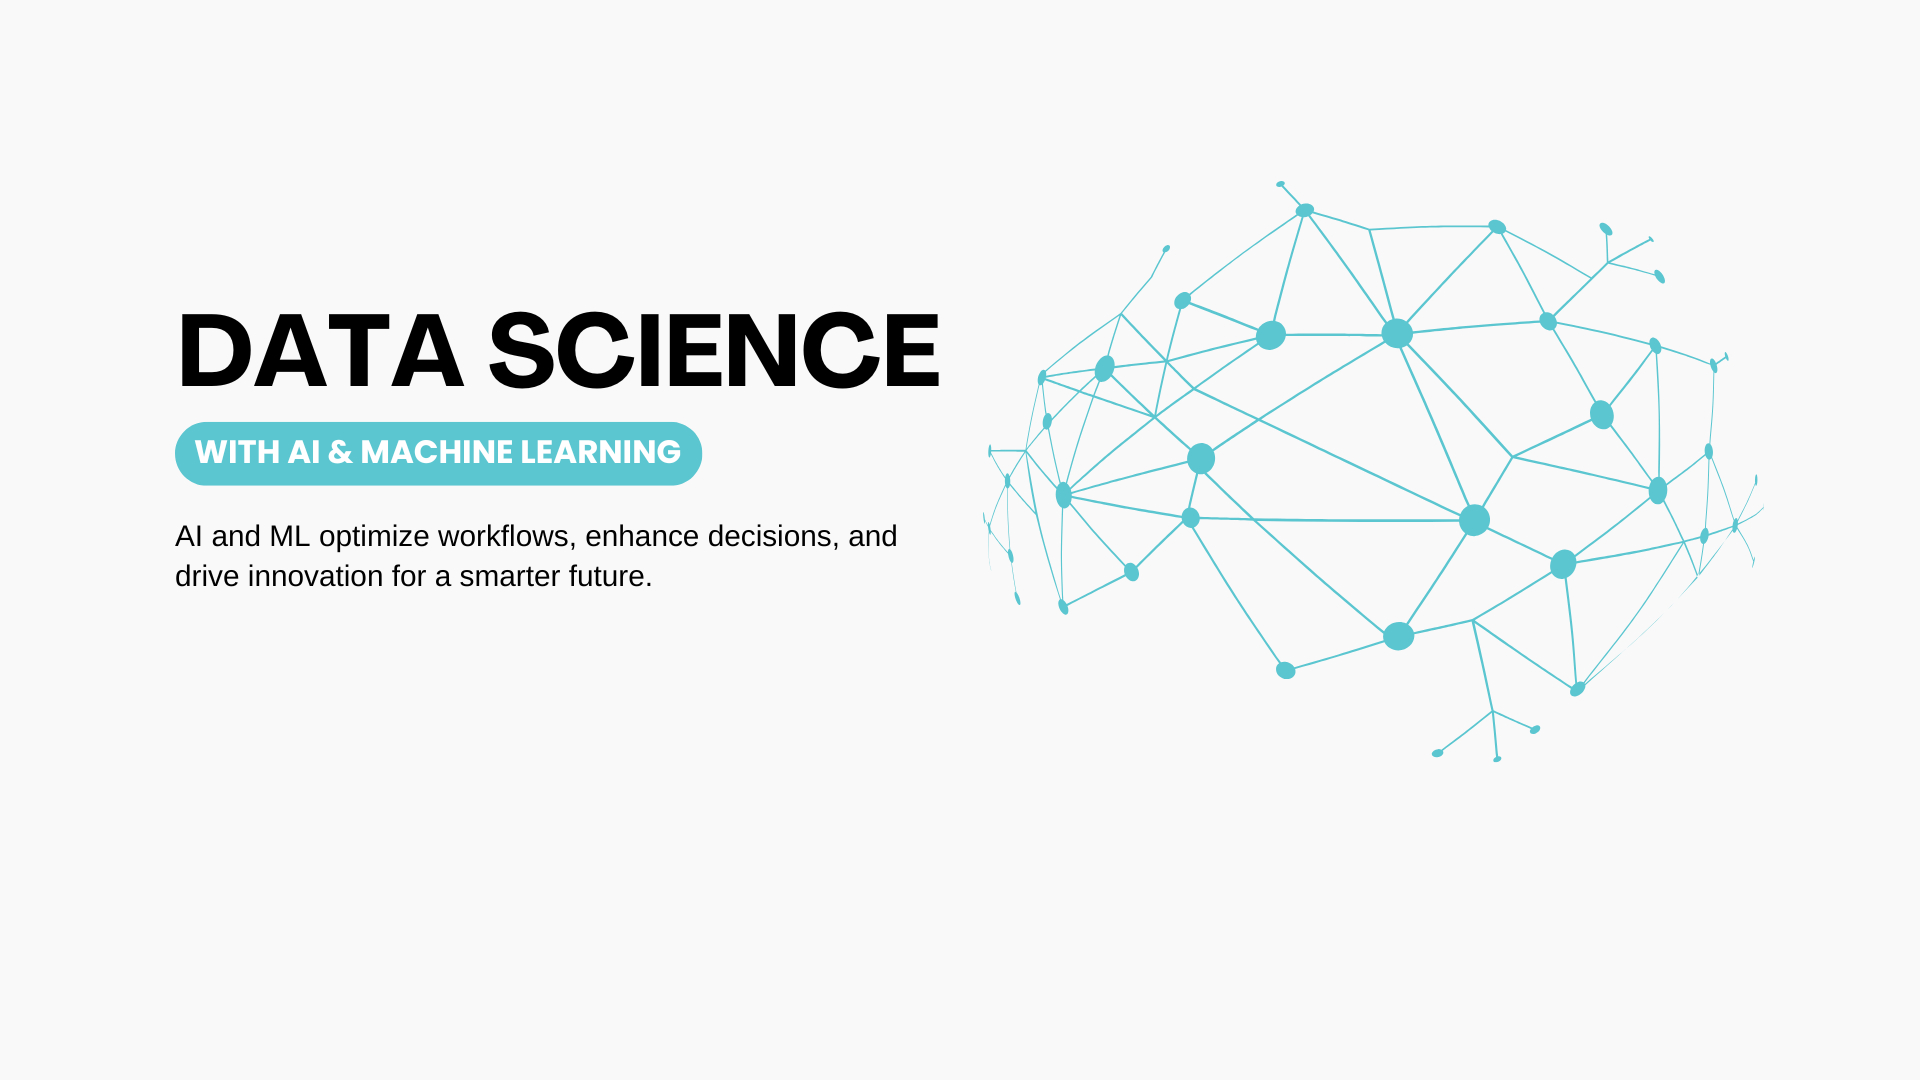 DATA SCIENCE
WITH AI & MACHINE LEARNING
AI and ML optimize workflows, enhance decisions, and
drive innovation for a smarter future.